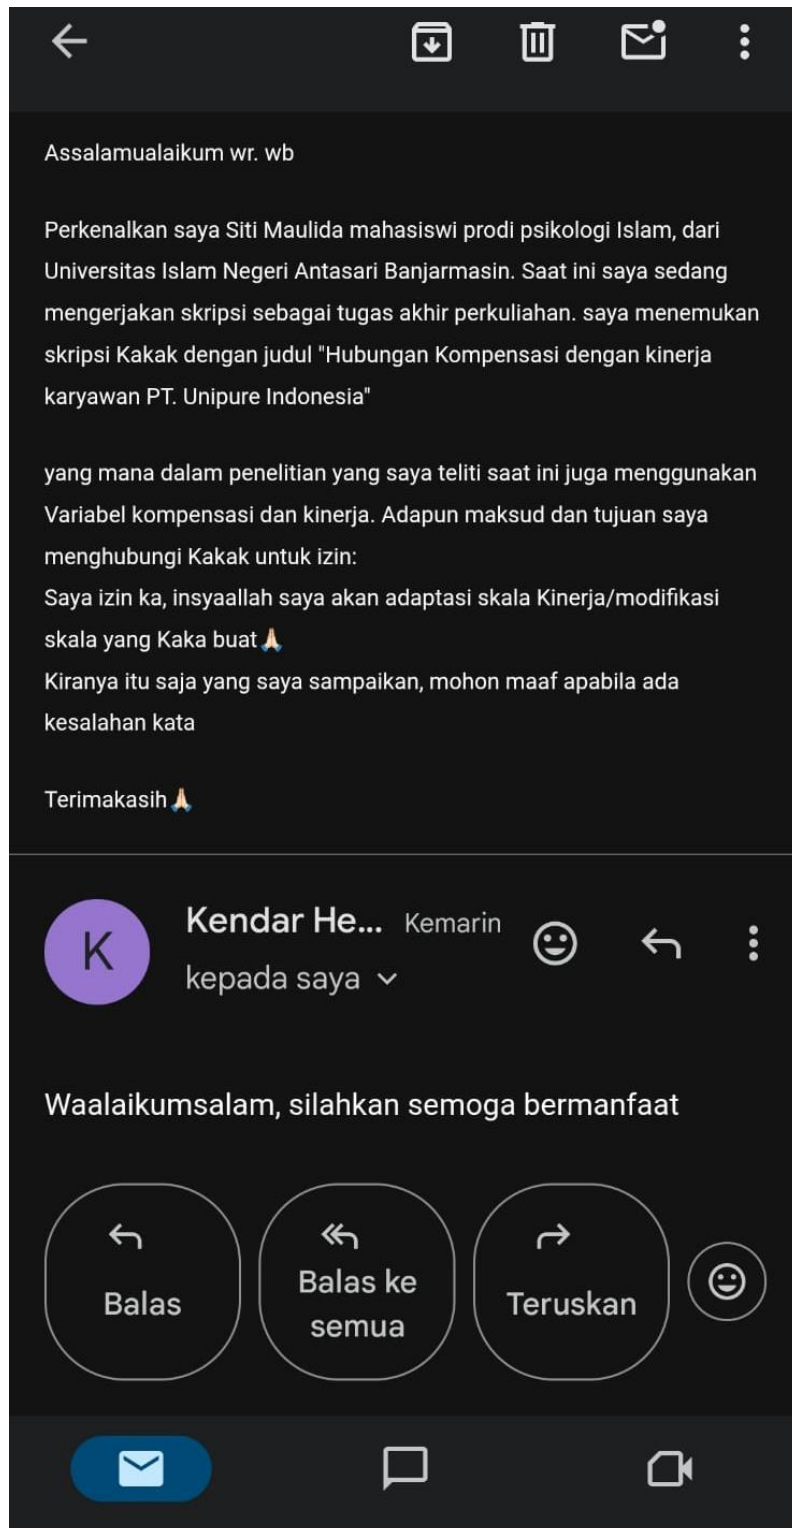 Assalamualaikum wr. wb
Perkenalkan saya Siti Maulida mahasiswi prodi psikologi Islam, dari
Universitas Islam Negeri Antasari Banjarmasin. Saat ini saya sedang
mengerjakan skripsi sebagai tugas akhir perkuliahan. saya menemukan
skripsi Kakak dengan judul "Hubungan Kompensasi dengan kinerja
karyawan PT. Unipure Indonesia"
yang mana dalam penelitian yang saya teliti saat ini juga menggunakan
Variabel kompensasi dan kinerja. Adapun maksud dan tujuan saya
menghubungi Kakak untuk izin:
Saya izin ka, insyaallah saya akan adaptasi skala Kinerja/modifikasi
skala yang Kaka buat🙏🏻
Kiranya itu saja yang saya sampaikan, mohon maaf apabila ada
kesalahan kata
Terimakasih🙏🏻
K
Kendar He... Kemarin
kepada saya
Waalaikumsalam, silahkan semoga bermanfaat
Balas
Balas ke
semua
Teruskan